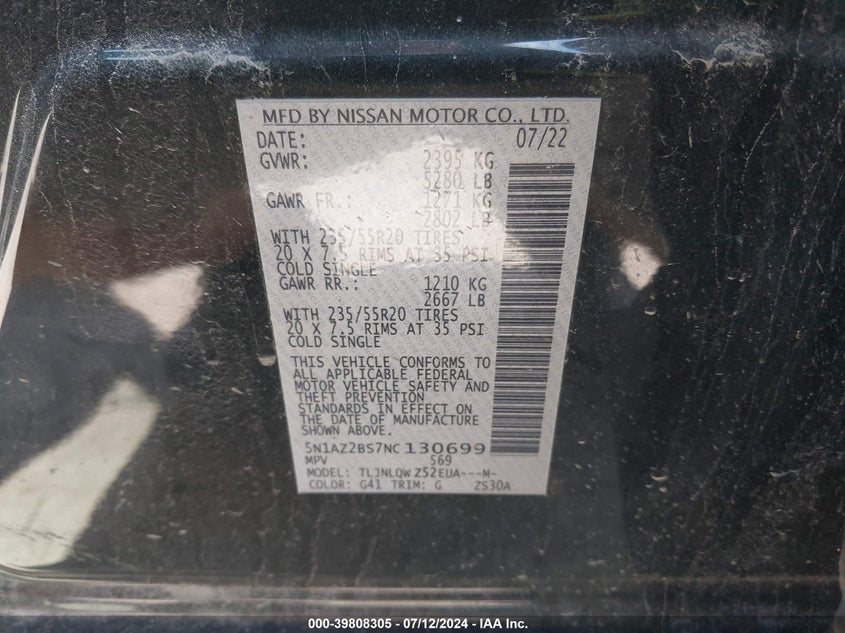 MFD BY NISSAN MOTOR CO., LTD.
DATE: 07/22
GVWR: 2395 KG
5280 LB
GAWR FR.: 1271 KG
2802 LB
WITH 235/55R20 TIRES
20 X 7.5 RIMS AT 35 PSI
COLD SINGLE
GAWR RR.: 1210 KG
2667 LB
WITH 235/55R20 TIRES
20 X 7.5 RIMS AT 35 PSI
COLD SINGLE
THIS VEHICLE CONFORMS TO
ALL APPLICABLE FEDERAL
MOTOR VEHICLE SAFETY AND
THEFT PREVENTION
STANDARDS IN EFFECT ON
THE DATE OF MANUFACTURE
SHOWN ABOVE.
5N1AZ2BS7NC130699
MPV 569
MODEL: TLJNLQW Z52EUA---M-
COLOR: G41 TRIM: G ZS30A
000-39808305 - 07/12/2024 - IAA Inc.